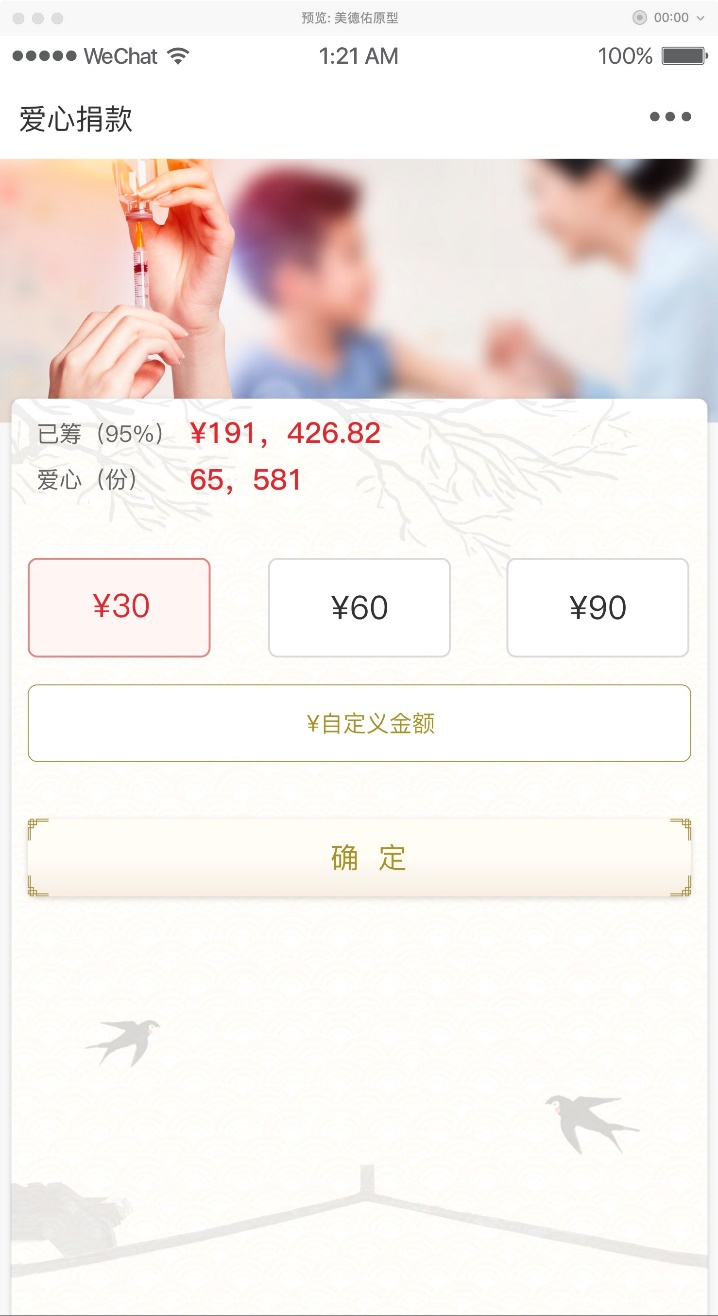 预览: 美德佑原型
00:00
WeChat 1:21 AM 100%
爱心捐款
已筹（95%） ¥191，426.82
爱心（份） 65，581
¥30 ¥60 ¥90
¥自定义金额
确 定